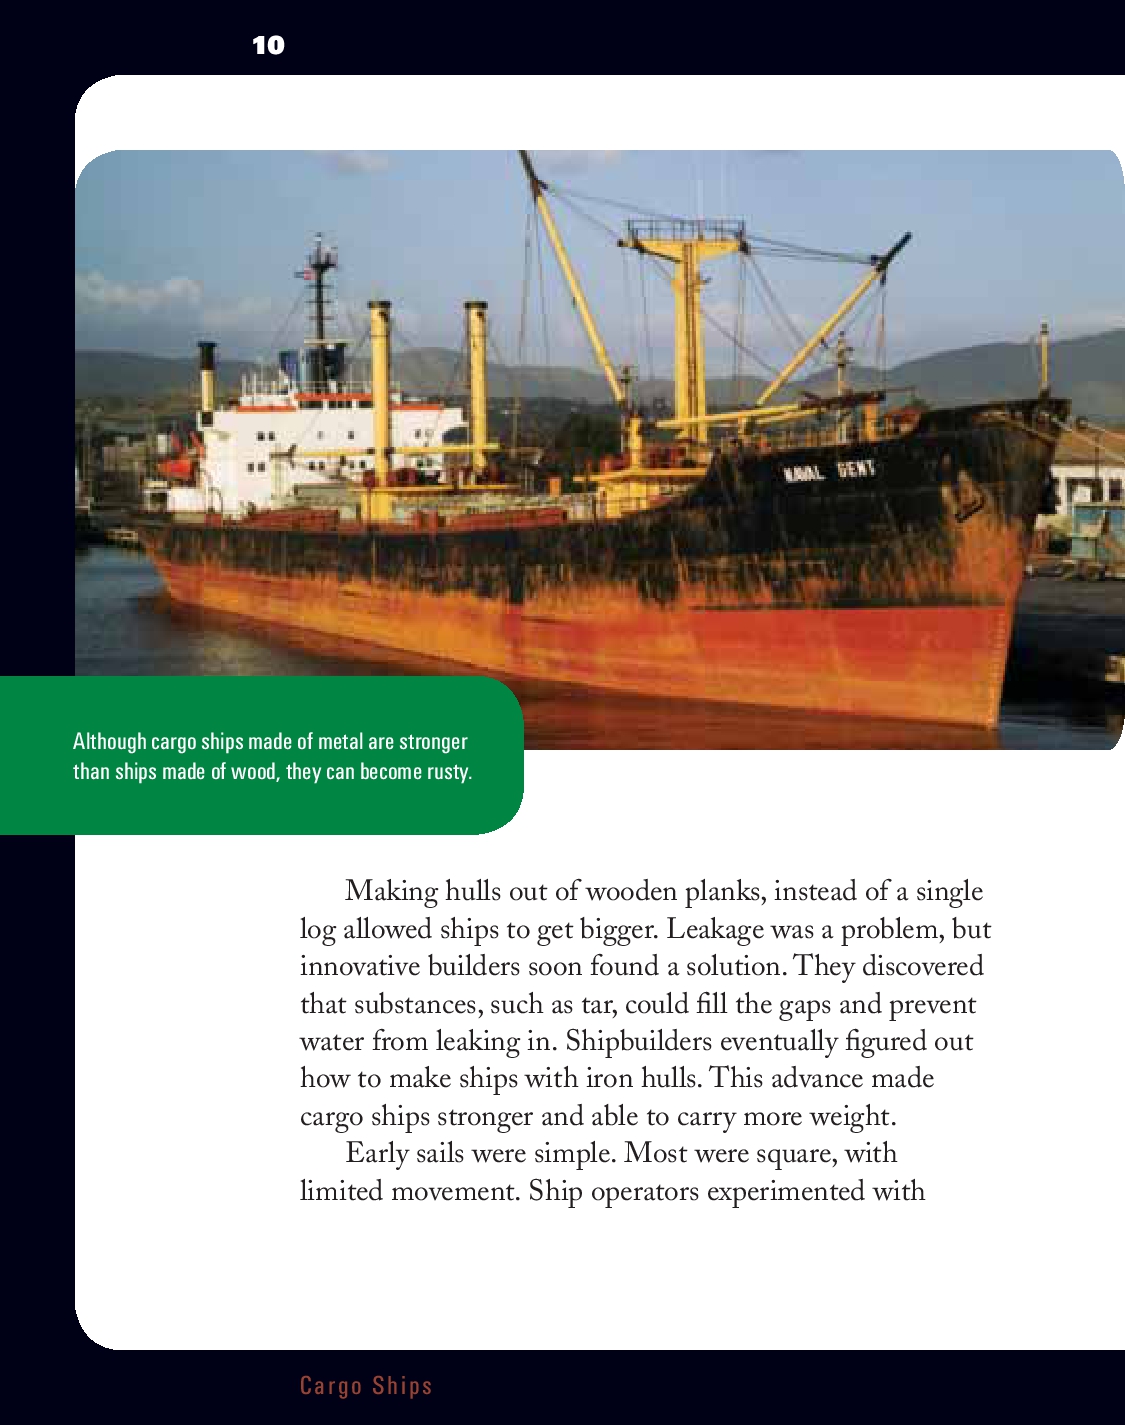 10
NAVAL GENT
Although cargo ships made of metal are stronger
than ships made of wood, they can become rusty.
Making hulls out of wooden planks, instead of a single
log allowed ships to get bigger. Leakage was a problem, but
innovative builders soon found a solution. They discovered
that substances, such as tar, could fill the gaps and prevent
water from leaking in. Shipbuilders eventually figured out
how to make ships with iron hulls. This advance made
cargo ships stronger and able to carry more weight.
Early sails were simple. Most were square, with
limited movement. Ship operators experimented with
Cargo Ships